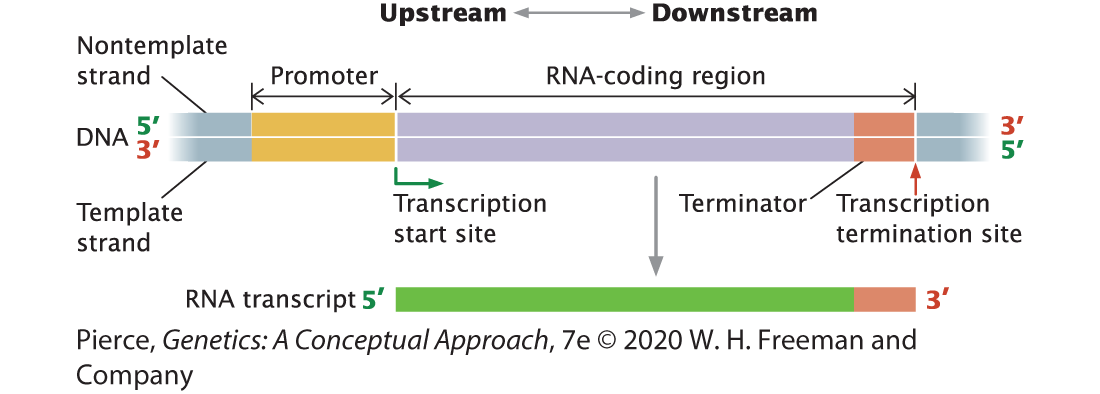 Upstream Downstream
Nontemplate
strand
Promoter
RNA-coding region
DNA
5′
3′
3′
5′
Template
strand
Transcription
start site
Terminator
Transcription
termination site
RNA transcript 5′
3′
Pierce, Genetics: A Conceptual Approach, 7e © 2020 W. H. Freeman and
Company